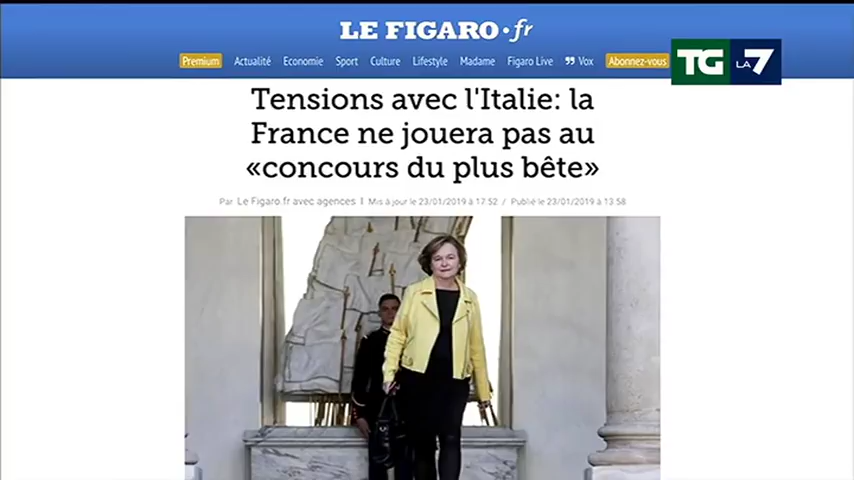 LE FIGARO•fr
Premium Actualité Economie Sport Culture Lifestyle Madame Figaro Live Vox Abonnez-vous
TG LA 7
Tensions avec l'Italie: la
France ne jouera pas au
«concours du plus bête»
Par Le Figaro.fr avec agences | Mis à jour le 23/01/2019 à 17:52 / Publié le 23/01/2019 à 13:58